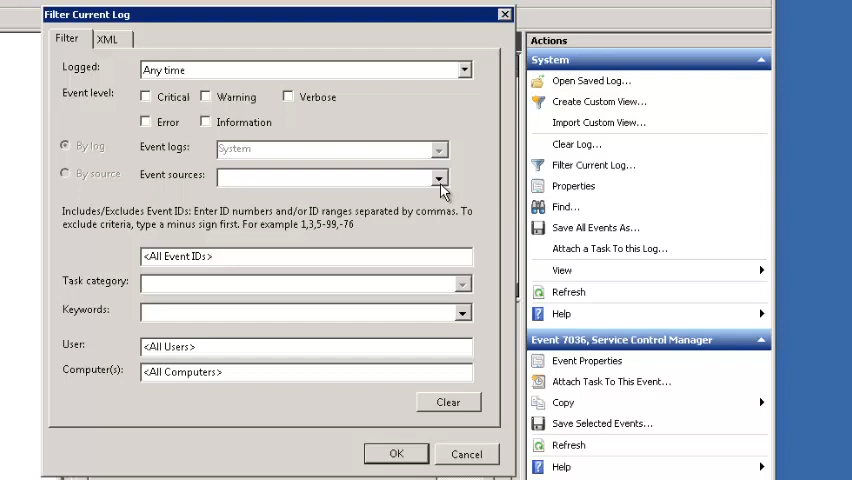 Filter Current Log
Filter
XML
Logged:
Any time
Event level:
Critical
Warning
Verbose
Error
Information
By log
Event logs:
System
By source
Event sources:
Includes/Excludes Event IDs: Enter ID numbers and/or ID ranges separated by commas. To
exclude criteria, type a minus sign first. For example 1,3,5-99,-76
<All Event IDs>
Task category:
Keywords:
User:
<All Users>
Computer(s):
<All Computers>
Clear
OK
Cancel
Actions
System
Open Saved Log...
Create Custom View...
Import Custom View...
Clear Log...
Filter Current Log...
Properties
Find...
Save All Events As...
Attach a Task To this Log...
View
Refresh
Help
Event 7036, Service Control Manager
Event Properties
Attach Task To This Event...
Copy
Save Selected Events...
Refresh
Help